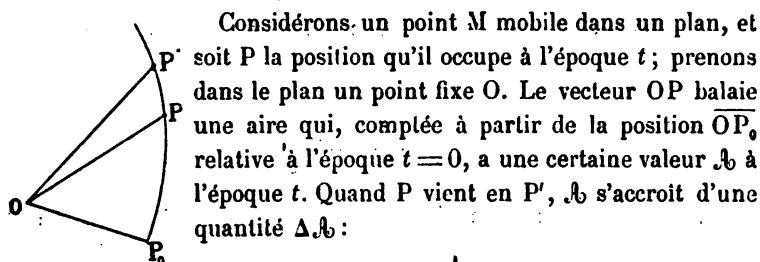 Considérons un point M mobile dans un plan, et
soit P la position qu'il occupe à l'époque t ; prenons
dans le plan un point fixe O. Le vecteur OP balaie
une aire qui, comptée à partir de la position OP₀
relative à l'époque t = 0, a une certaine valeur 𝒜 à
l'époque t. Quand P vient en P', 𝒜 s'accroit d'une
quantité Δ𝒜 :
P'
P
O
P₀